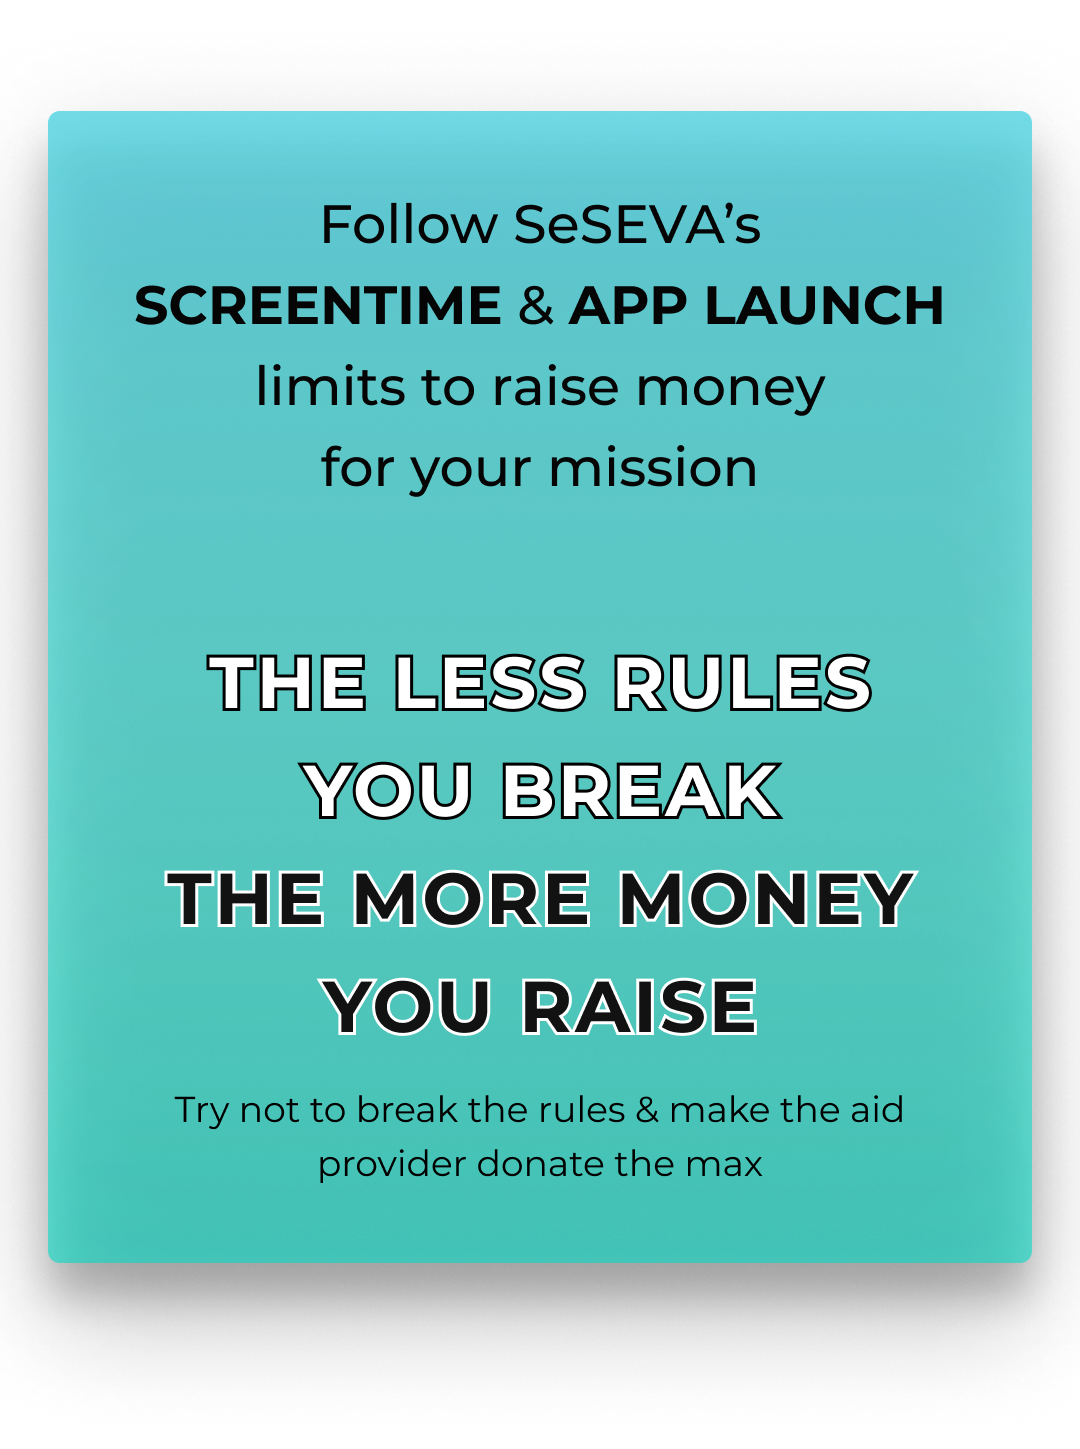 Follow SeSEVA’s
SCREENTIME & APP LAUNCH
limits to raise money
for your mission
THE LESS RULES
YOU BREAK
THE MORE MONEY
YOU RAISE
Try not to break the rules & make the aid
provider donate the max